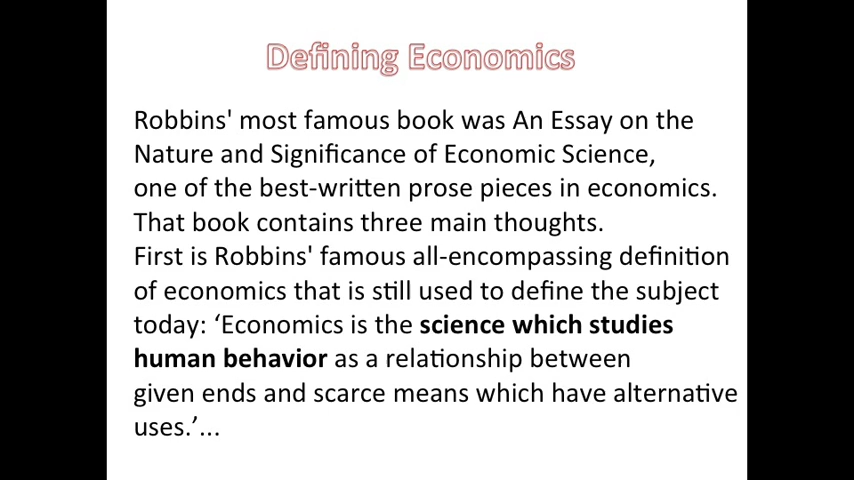 Defining Economics
Robbins' most famous book was An Essay on the
Nature and Significance of Economic Science,
one of the best-written prose pieces in economics.
That book contains three main thoughts.
First is Robbins' famous all-encompassing definition
of economics that is still used to define the subject
today: ‘Economics is the science which studies
human behavior as a relationship between
given ends and scarce means which have alternative
uses.’...